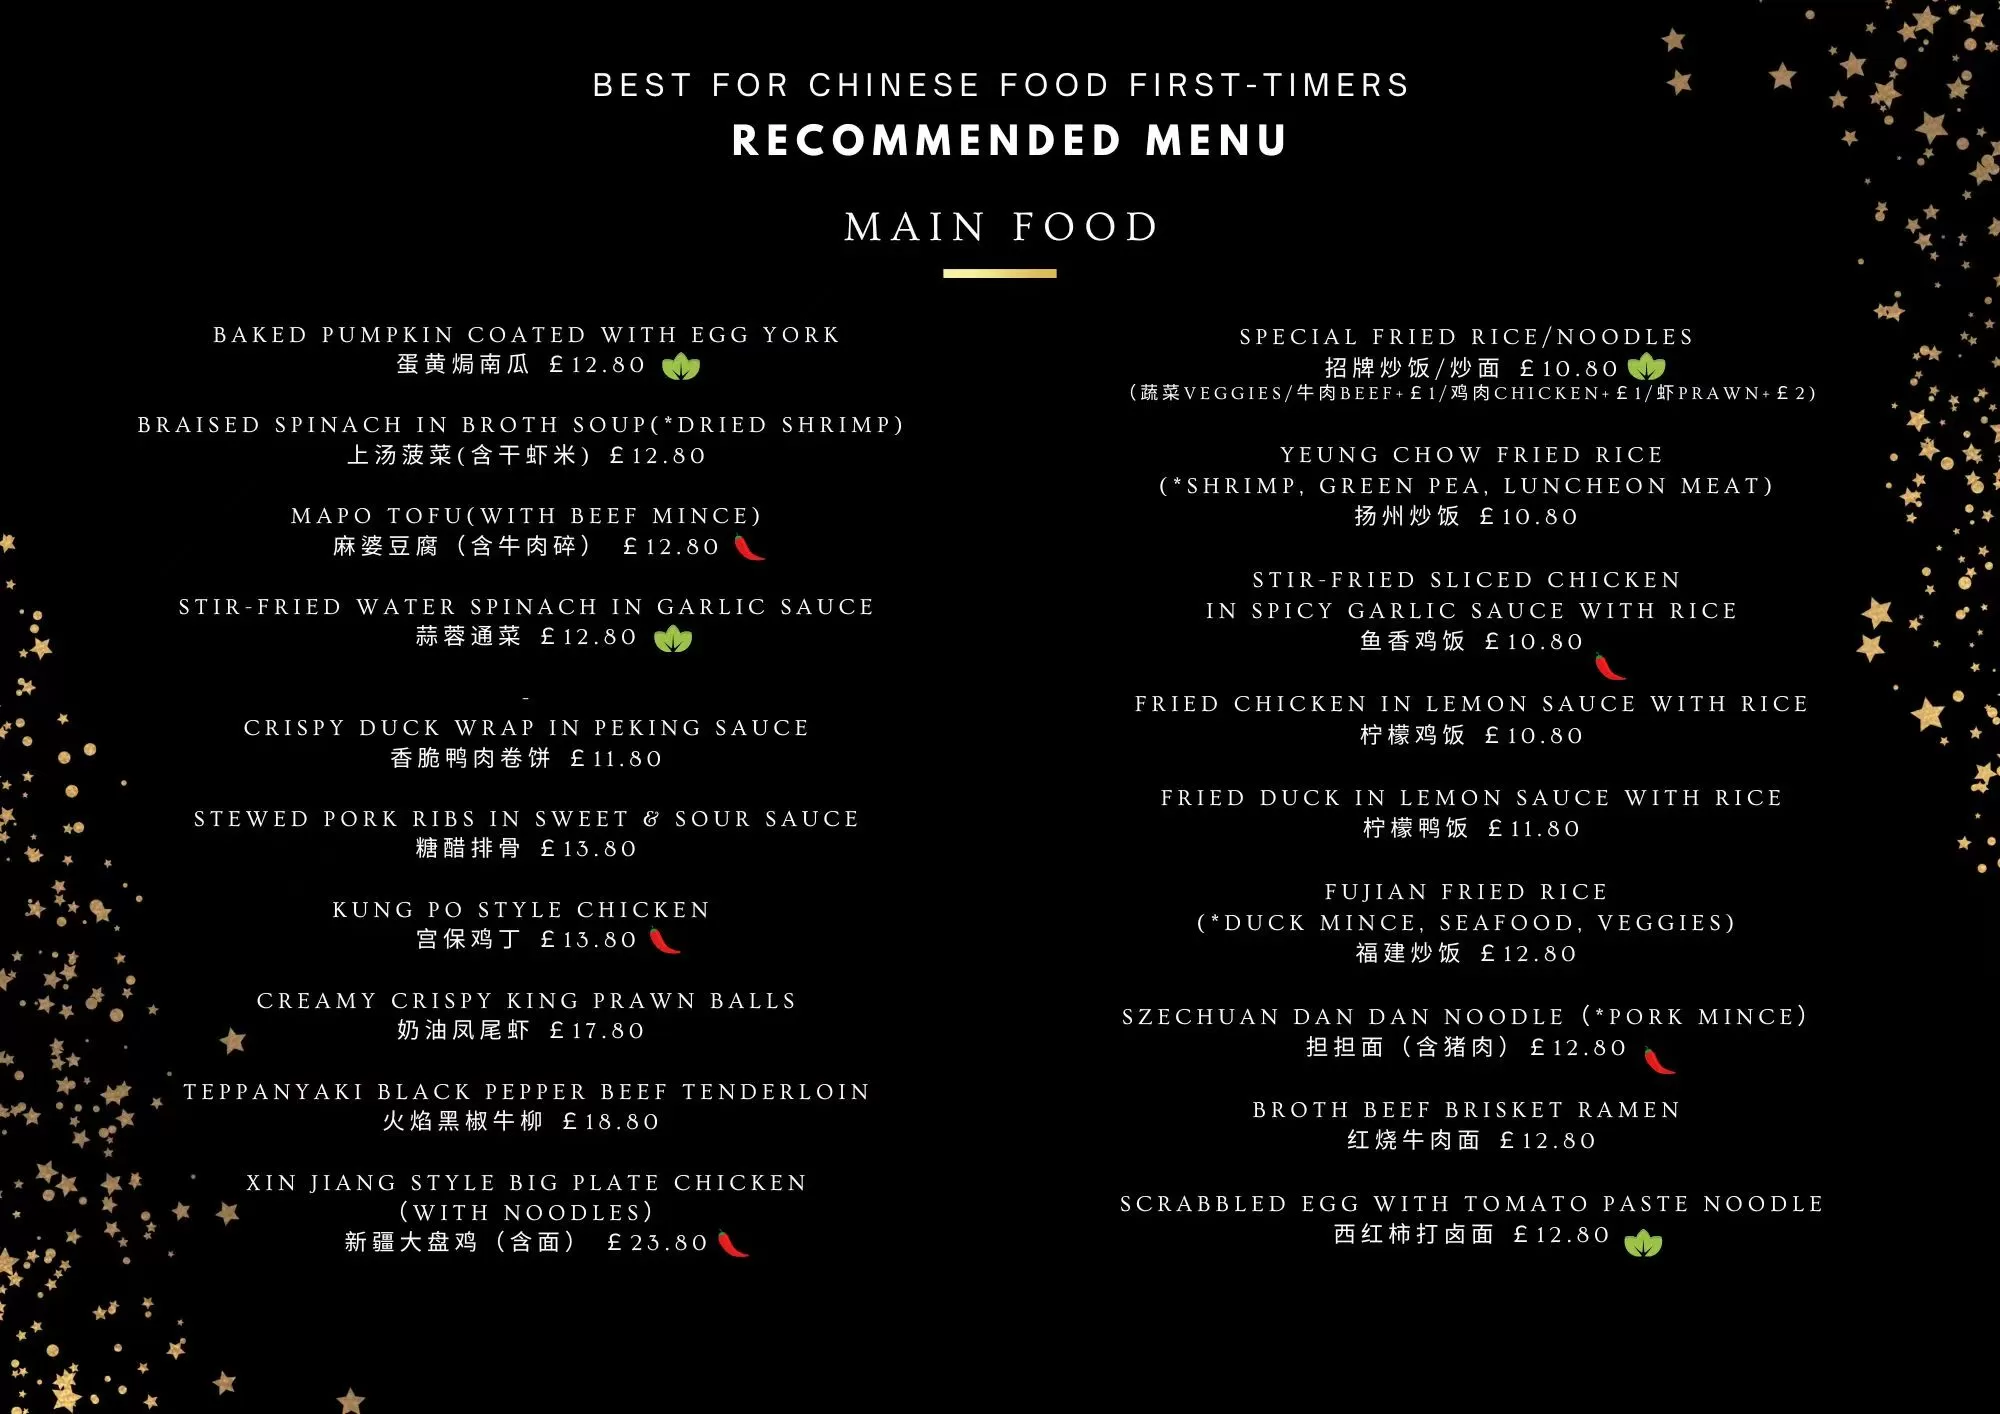 BEST FOR CHINESE FOOD FIRST-TIMERS
RECOMMENDED MENU
MAIN FOOD
BAKED PUMPKIN COATED WITH EGG YORK
蛋黄焗南瓜 £12.80
BRAISED SPINACH IN BROTH SOUP(*DRIED SHRIMP)
上汤菠菜(含干虾米) £12.80
MAPO TOFU(WITH BEEF MINCE)
麻婆豆腐（含牛肉碎） £12.80
STIR-FRIED WATER SPINACH IN GARLIC SAUCE
蒜蓉通菜 £12.80
-
CRISPY DUCK WRAP IN PEKING SAUCE
香脆鸭肉卷饼 £11.80
STEWED PORK RIBS IN SWEET & SOUR SAUCE
糖醋排骨 £13.80
KUNG PO STYLE CHICKEN
宫保鸡丁 £13.80
CREAMY CRISPY KING PRAWN BALLS
奶油凤尾虾 £17.80
TEPPANYAKI BLACK PEPPER BEEF TENDERLOIN
火焰黑椒牛柳 £18.80
XIN JIANG STYLE BIG PLATE CHICKEN
（WITH NOODLES）
新疆大盘鸡（含面） £23.80
SPECIAL FRIED RICE/NOODLES
招牌炒饭/炒面 £10.80
（蔬菜VEGGIES/牛肉BEEF+£1/鸡肉CHICKEN+£1/虾PRAWN+£2）
YEUNG CHOW FRIED RICE
(*SHRIMP, GREEN PEA, LUNCHEON MEAT)
扬州炒饭 £10.80
STIR-FRIED SLICED CHICKEN
IN SPICY GARLIC SAUCE WITH RICE
鱼香鸡饭 £10.80
FRIED CHICKEN IN LEMON SAUCE WITH RICE
柠檬鸡饭 £10.80
FRIED DUCK IN LEMON SAUCE WITH RICE
柠檬鸭饭 £11.80
FUJIAN FRIED RICE
(*DUCK MINCE, SEAFOOD, VEGGIES)
福建炒饭 £12.80
SZECHUAN DAN DAN NOODLE（*PORK MINCE）
担担面（含猪肉）£12.80
BROTH BEEF BRISKET RAMEN
红烧牛肉面 £12.80
SCRABBLED EGG WITH TOMATO PASTE NOODLE
西红柿打卤面 £12.80